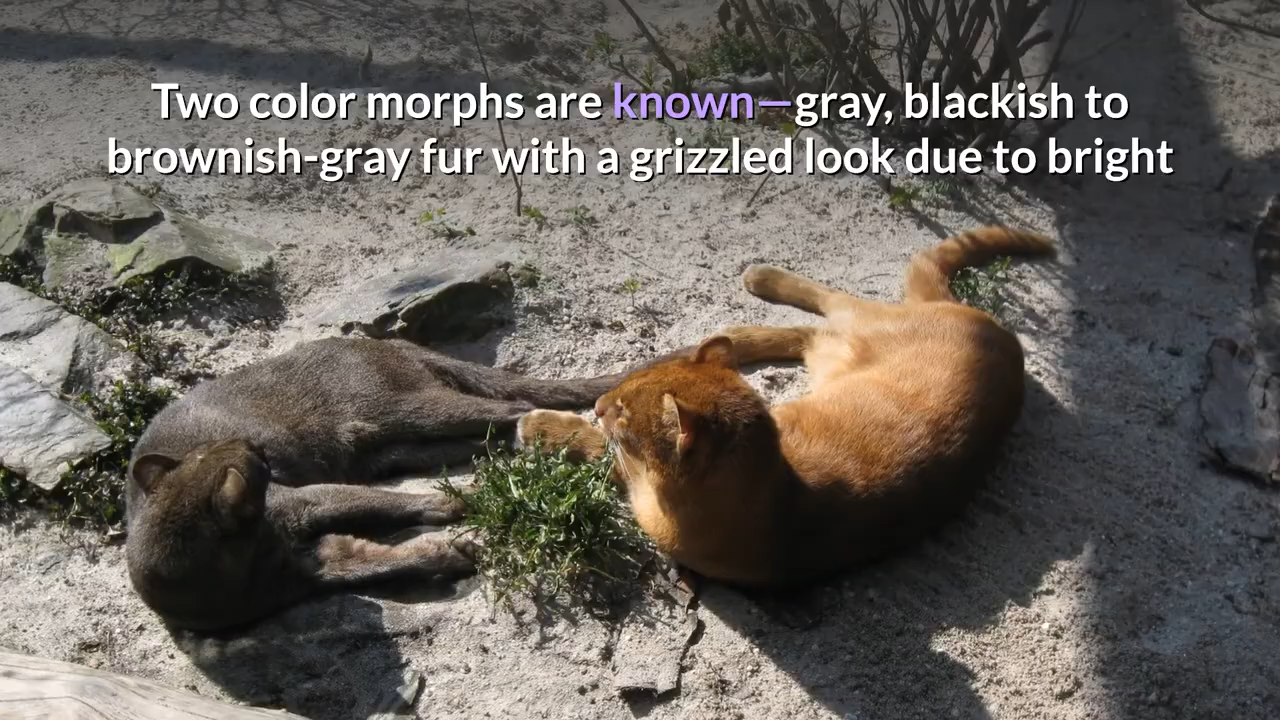 Two color morphs are known—gray, blackish to
brownish-gray fur with a grizzled look due to bright